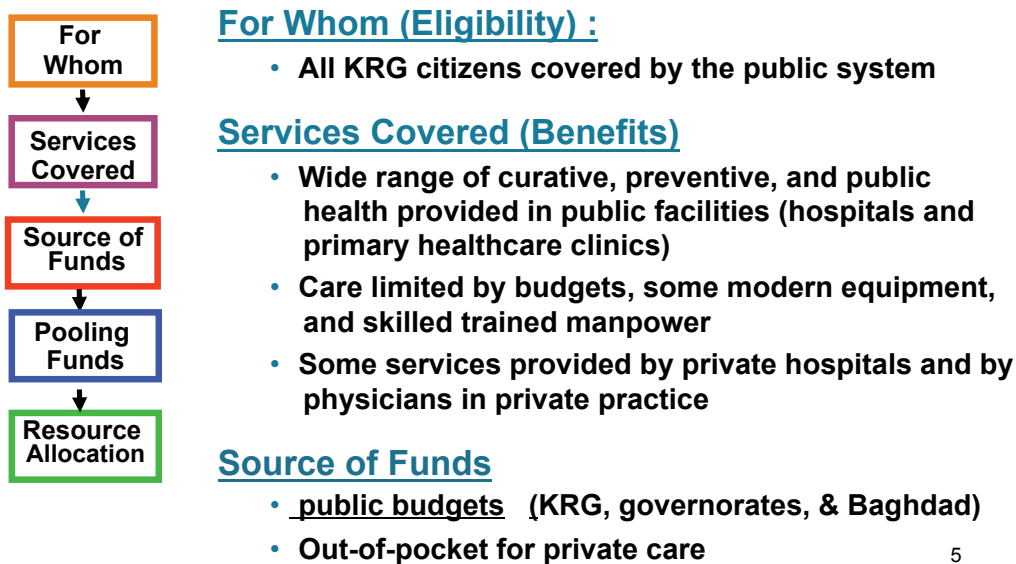 For
Whom
Services
Covered
Source of
Funds
Pooling
Funds
Resource
Allocation
For Whom (Eligibility) :
• All KRG citizens covered by the public system
Services Covered (Benefits)
• Wide range of curative, preventive, and public
health provided in public facilities (hospitals and
primary healthcare clinics)
• Care limited by budgets, some modern equipment,
and skilled trained manpower
• Some services provided by private hospitals and by
physicians in private practice
Source of Funds
• public budgets (KRG, governorates, & Baghdad)
• Out-of-pocket for private care
5